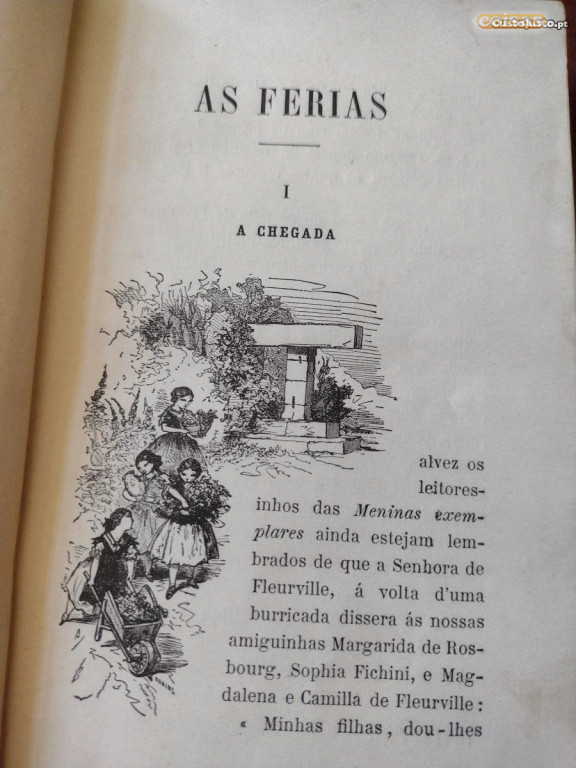 CustoJusto.pt
AS FERIAS
I
A CHEGADA
alvez os
leitores-
inhos das Meninas exem-
plares ainda estejam lem-
brados de que a Senhora de
Fleurville, á volta d'uma
burricada dissera ás nossas
amiguinhas Margarida de Ros-
bourg, Sophia Fichini, e Mag-
dalena e Camilla de Fleurville :
« Minhas filhas, dou-lhes